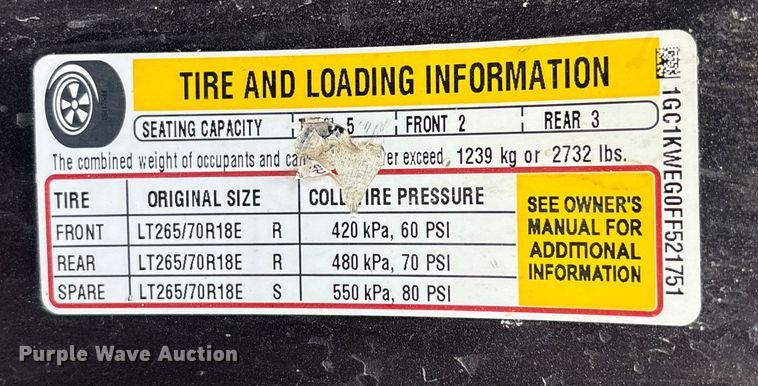 TIRE AND LOADING INFORMATION
SEATING CAPACITY 5 FRONT 2 REAR 3
The combined weight of occupants and exceed 1239 kg or 2732 lbs.
TIRE ORIGINAL SIZE COLD TIRE PRESSURE
FRONT LT265/70R18E R 420 kPa, 60 PSI
REAR LT265/70R18E R 480 kPa, 70 PSI
SPARE LT265/70R18E S 550 kPa, 80 PSI
SEE OWNER'S
MANUAL FOR
ADDITIONAL
INFORMATION
1GC1KWEG0FF521751
Purple Wave Auction